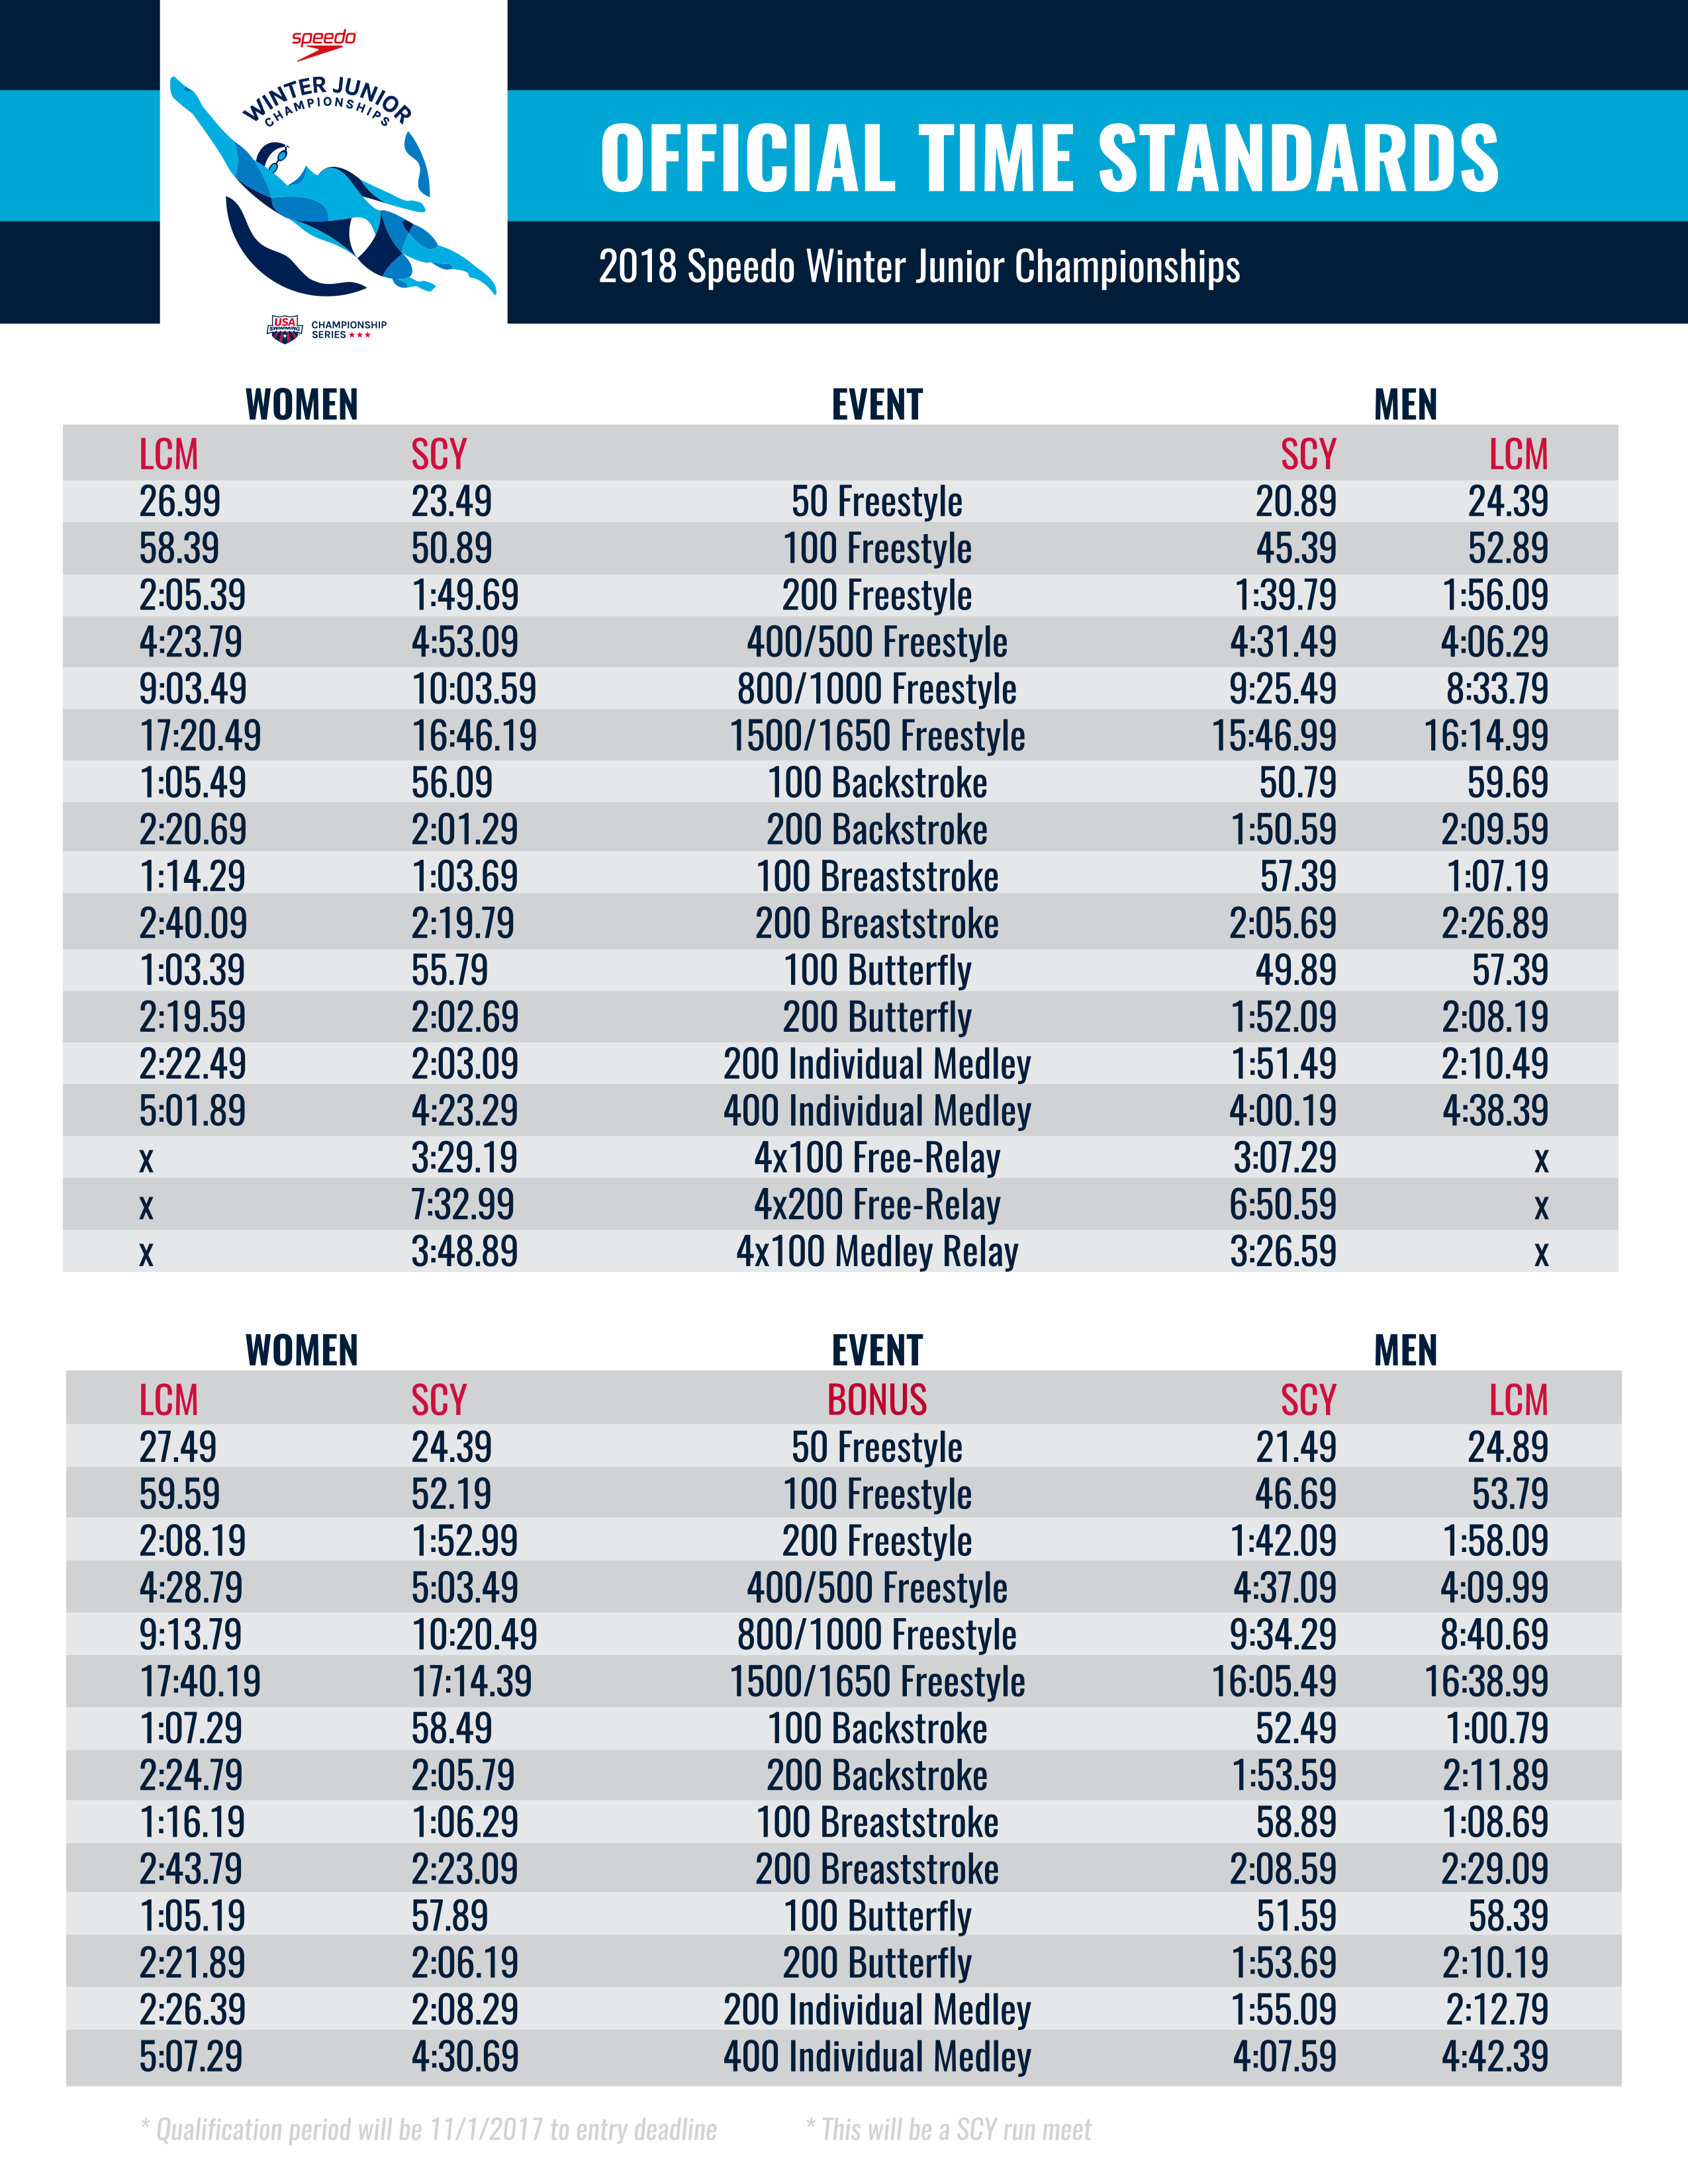 speedo
WINTER JUNIOR
CHAMPIONSHIPS
USA
SWIMMING
CHAMPIONSHIP
SERIES ★★★
OFFICIAL TIME STANDARDS
2018 Speedo Winter Junior Championships
WOMEN EVENT MEN
LCM SCY SCY LCM
26.99 23.49 50 Freestyle 20.89 24.39
58.39 50.89 100 Freestyle 45.39 52.89
2:05.39 1:49.69 200 Freestyle 1:39.79 1:56.09
4:23.79 4:53.09 400/500 Freestyle 4:31.49 4:06.29
9:03.49 10:03.59 800/1000 Freestyle 9:25.49 8:33.79
17:20.49 16:46.19 1500/1650 Freestyle 15:46.99 16:14.99
1:05.49 56.09 100 Backstroke 50.79 59.69
2:20.69 2:01.29 200 Backstroke 1:50.59 2:09.59
1:14.29 1:03.69 100 Breaststroke 57.39 1:07.19
2:40.09 2:19.79 200 Breaststroke 2:05.69 2:26.89
1:03.39 55.79 100 Butterfly 49.89 57.39
2:19.59 2:02.69 200 Butterfly 1:52.09 2:08.19
2:22.49 2:03.09 200 Individual Medley 1:51.49 2:10.49
5:01.89 4:23.29 400 Individual Medley 4:00.19 4:38.39
x 3:29.19 4x100 Free-Relay 3:07.29 x
x 7:32.99 4x200 Free-Relay 6:50.59 x
x 3:48.89 4x100 Medley Relay 3:26.59 x
WOMEN EVENT MEN
LCM SCY BONUS SCY LCM
27.49 24.39 50 Freestyle 21.49 24.89
59.59 52.19 100 Freestyle 46.69 53.79
2:08.19 1:52.99 200 Freestyle 1:42.09 1:58.09
4:28.79 5:03.49 400/500 Freestyle 4:37.09 4:09.99
9:13.79 10:20.49 800/1000 Freestyle 9:34.29 8:40.69
17:40.19 17:14.39 1500/1650 Freestyle 16:05.49 16:38.99
1:07.29 58.49 100 Backstroke 52.49 1:00.79
2:24.79 2:05.79 200 Backstroke 1:53.59 2:11.89
1:16.19 1:06.29 100 Breaststroke 58.89 1:08.69
2:43.79 2:23.09 200 Breaststroke 2:08.59 2:29.09
1:05.19 57.89 100 Butterfly 51.59 58.39
2:21.89 2:06.19 200 Butterfly 1:53.69 2:10.19
2:26.39 2:08.29 200 Individual Medley 1:55.09 2:12.79
5:07.29 4:30.69 400 Individual Medley 4:07.59 4:42.39
* Qualification period will be 11/1/2017 to entry deadline * This will be a SCY run meet